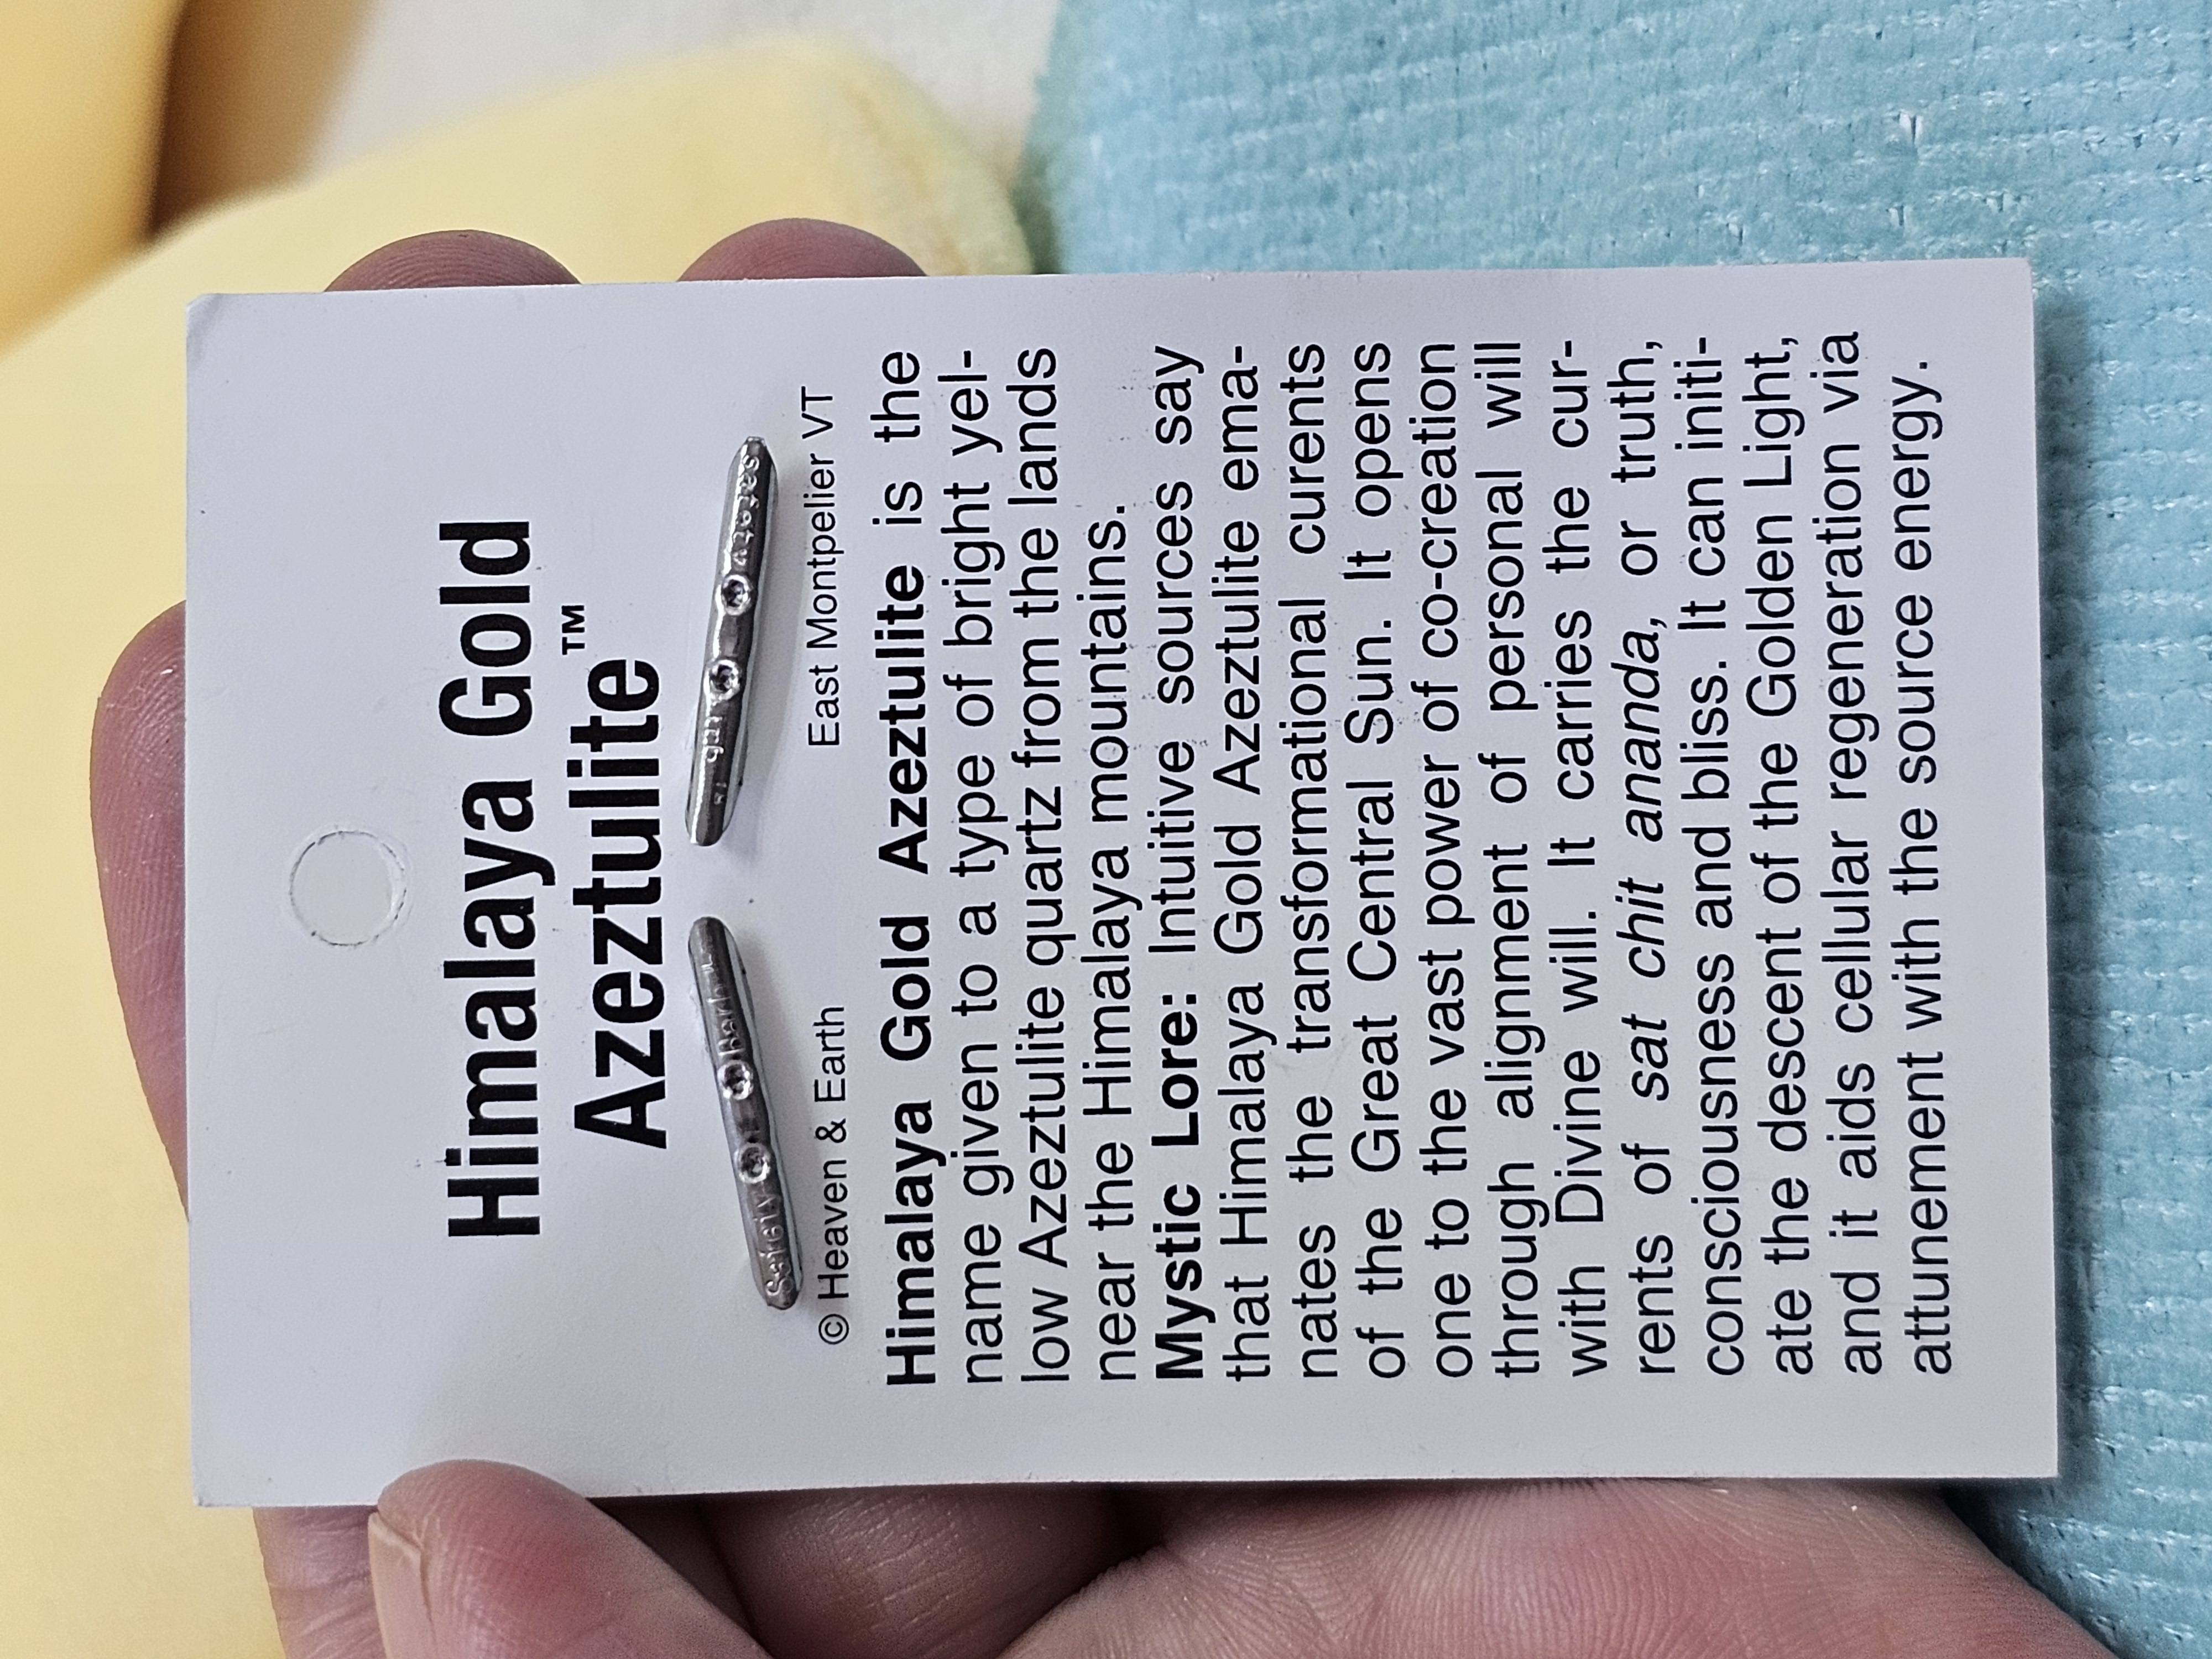 Himalaya Gold
Azeztulite™
© Heaven & Earth East Montpelier VT
Himalaya Gold Azeztulite is the
name given to a type of bright yel-
low Azeztulite quartz from the lands
near the Himalaya mountains.
Mystic Lore: Intuitive sources say
that Himalaya Gold Azeztulite ema-
nates the transformational curents
of the Great Central Sun. It opens
one to the vast power of co-creation
through alignment of personal will
with Divine will. It carries the cur-
rents of sat chit ananda, or truth,
consciousness and bliss. It can initi-
ate the descent of the Golden Light,
and it aids cellular regeneration via
attunement with the source energy.